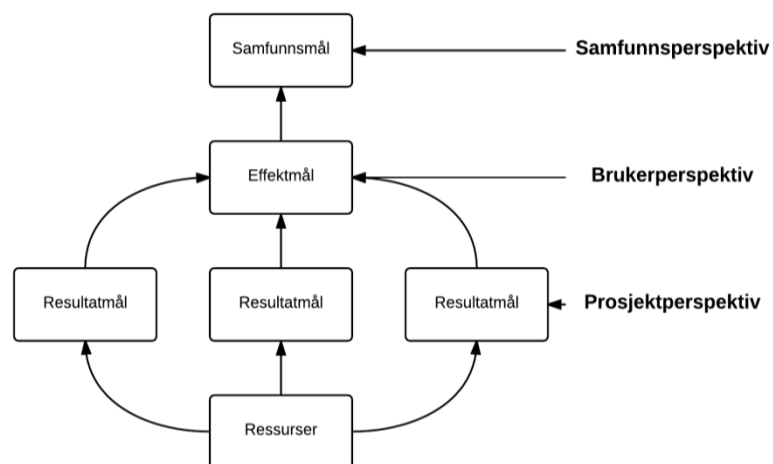 Samfunnsmål
Samfunnsperspektiv
Effektmål
Brukerperspektiv
Resultatmål
Resultatmål
Resultatmål
Prosjektperspektiv
Ressurser